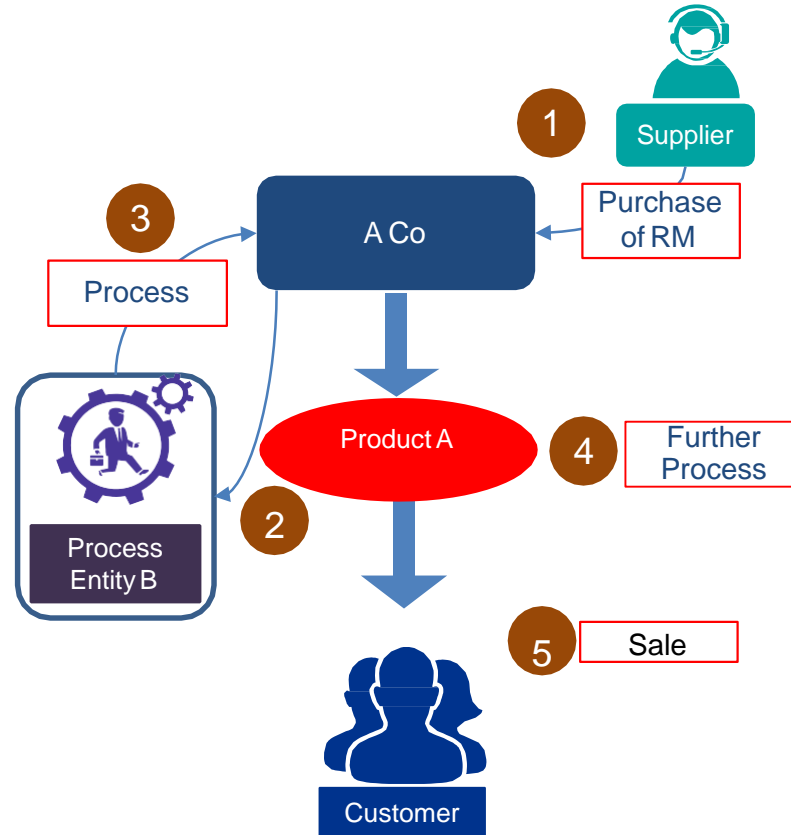 1
Supplier
Purchase
of RM
A Co
3
Process
Product A
4
Further
Process
2
Process
Entity B
5
Sale
Customer